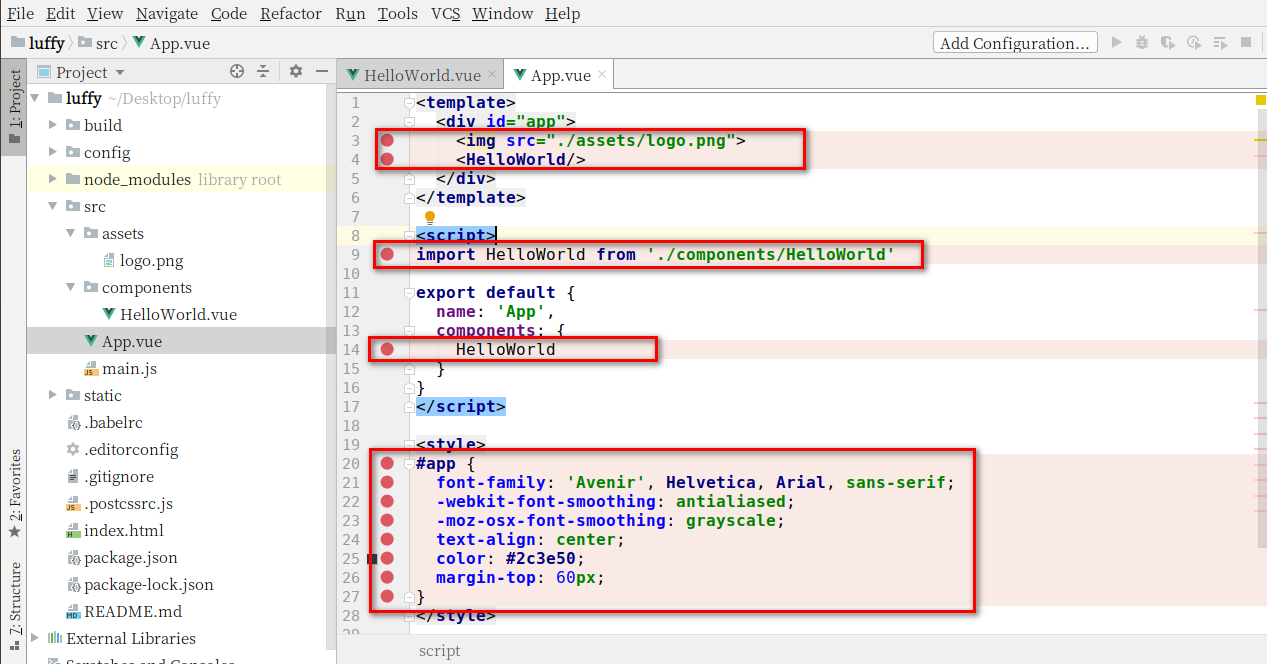 File Edit View Navigate Code Refactor Run Tools VCS Window Help
luffy src App.vue Add Configuration...
1: Project
2: Favorites
7: Structure
Project
luffy ~/Desktop/luffy
build
config
node_modules library root
src
assets
logo.png
components
HelloWorld.vue
App.vue
main.js
static
.babelrc
.editorconfig
.gitignore
.postcssrc.js
index.html
package.json
package-lock.json
README.md
External Libraries
Scratches and Consoles
HelloWorld.vue App.vue
1 <template>
2 <div id="app">
3 <img src="./assets/logo.png">
4 <HelloWorld/>
5 </div>
6 </template>
7
8 <script>
9 import HelloWorld from './components/HelloWorld'
10
11 export default {
12 name: 'App',
13 components: {
14 HelloWorld
15 }
16 }
17 </script>
18
19 <style>
20 #app {
21 font-family: 'Avenir', Helvetica, Arial, sans-serif;
22 -webkit-font-smoothing: antialiased;
23 -moz-osx-font-smoothing: grayscale;
24 text-align: center;
25 color: #2c3e50;
26 margin-top: 60px;
27 }
28 </style>
29
script